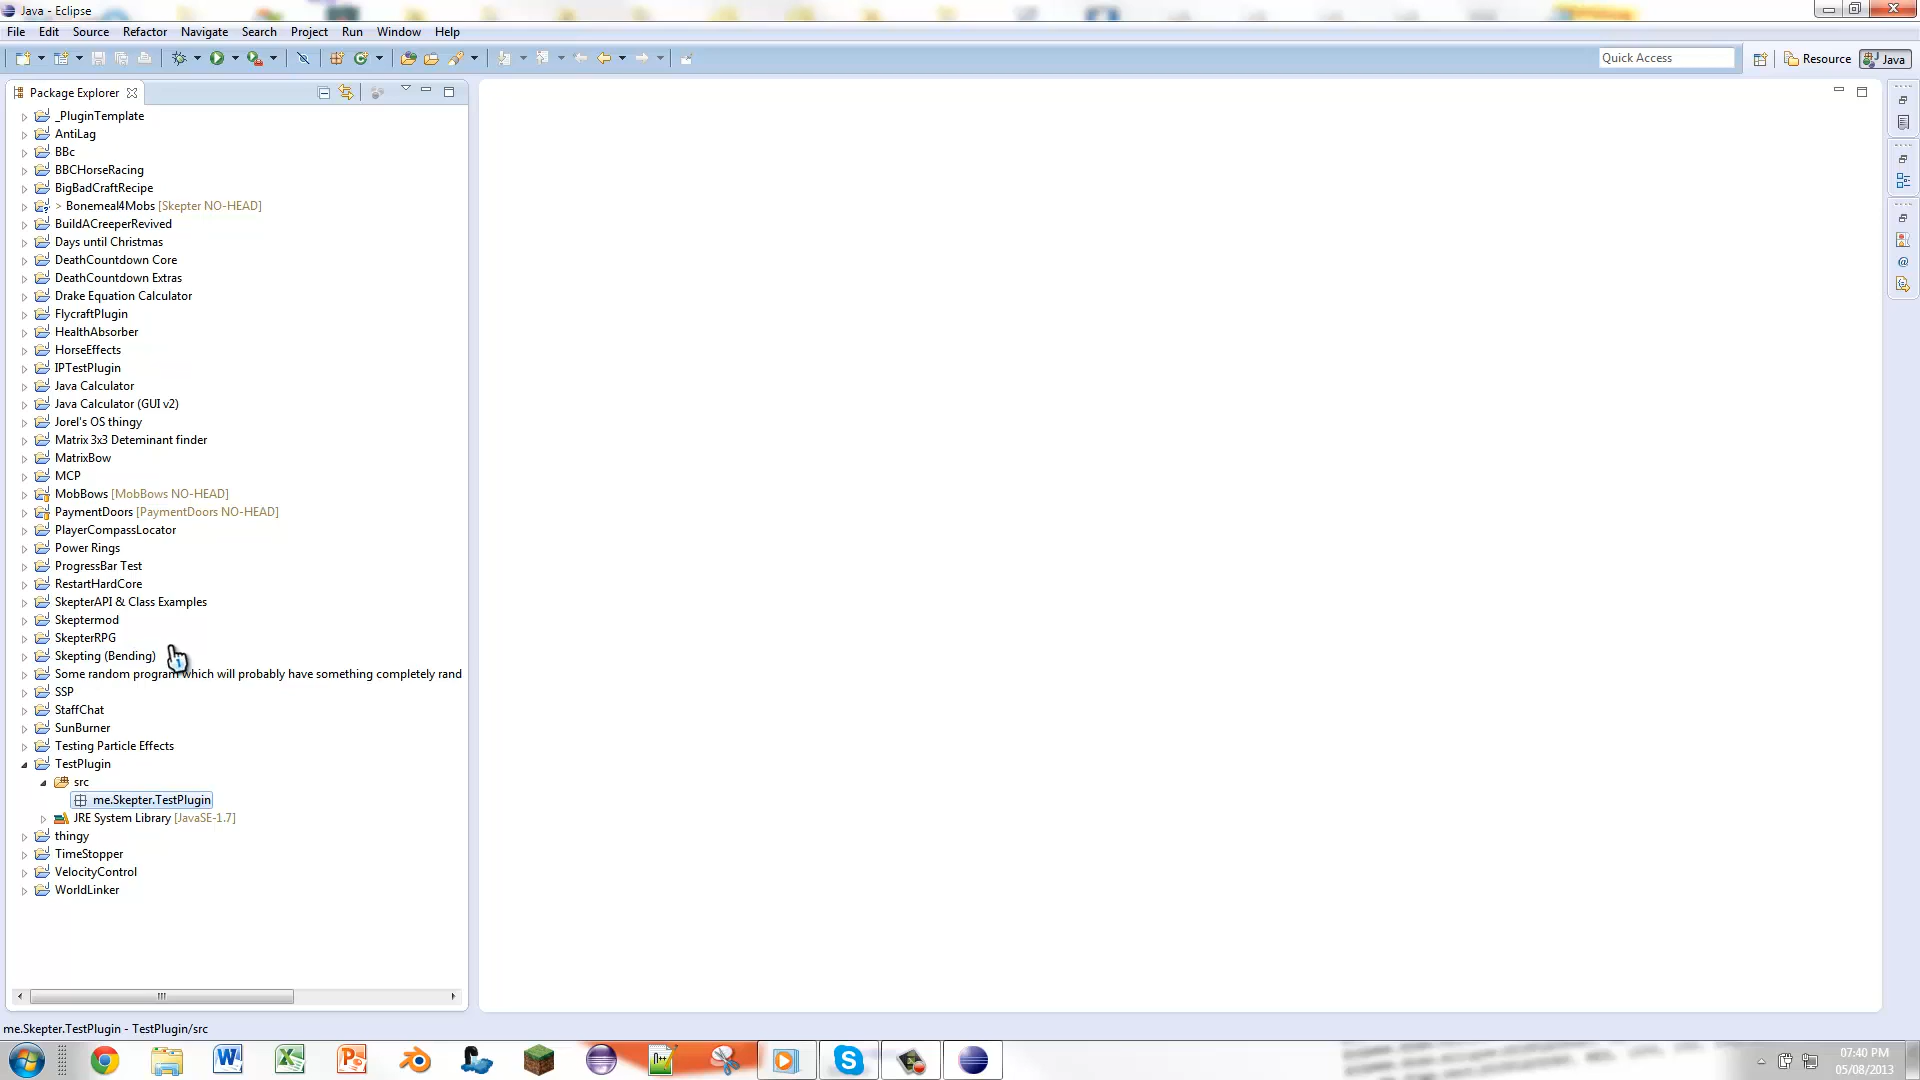 Java - Eclipse
File Edit Source Refactor Navigate Search Project Run Window Help
Quick Access Resource Java
Package Explorer
_PluginTemplate
AntiLag
BBc
BBCHorseRacing
BigBadCraftRecipe
> Bonemeal4Mobs [Skepter NO-HEAD]
BuildACreeperRevived
Days until Christmas
DeathCountdown Core
DeathCountdown Extras
Drake Equation Calculator
FlycraftPlugin
HealthAbsorber
HorseEffects
IPTestPlugin
Java Calculator
Java Calculator (GUI v2)
Jorel's OS thingy
Matrix 3x3 Deteminant finder
MatrixBow
MCP
MobBows [MobBows NO-HEAD]
PaymentDoors [PaymentDoors NO-HEAD]
PlayerCompassLocator
Power Rings
ProgressBar Test
RestartHardCore
SkepterAPI & Class Examples
Skeptermod
SkepterRPG
Skepting (Bending)
Some random program which will probably have something completely rand
SSP
StaffChat
SunBurner
Testing Particle Effects
TestPlugin
src
me.Skepter.TestPlugin
JRE System Library [JavaSE-1.7]
thingy
TimeStopper
VelocityControl
WorldLinker
me.Skepter.TestPlugin - TestPlugin/src
07:40 PM
05/08/2013